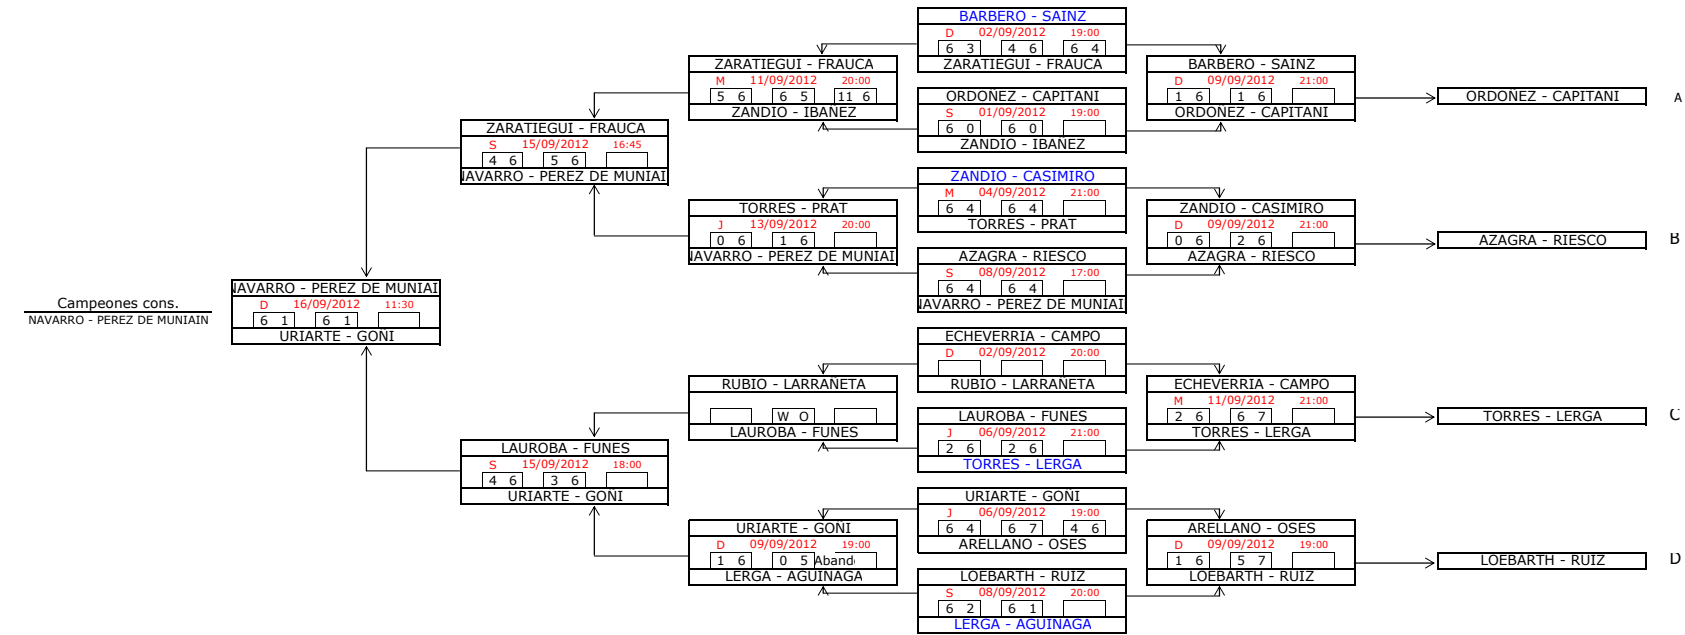 BARBERO - SAINZ
D 02/09/2012 19:00
6 3 4 6 6 4
ZARATIEGUI - FRAUCA
ZARATIEGUI - FRAUCA
M 11/09/2012 20:00
5 6 6 5 11 6
ZANDIO - IBAÑEZ
BARBERO - SAINZ
D 09/09/2012 21:00
1 6 1 6
ORDOÑEZ - CAPITANI
ORDOÑEZ - CAPITANI A
ORDOÑEZ - CAPITANI
S 01/09/2012 19:00
6 0 6 0
ZANDIO - IBAÑEZ
ZARATIEGUI - FRAUCA
S 15/09/2012 16:45
4 6 5 6
NAVARRO - PEREZ DE MUNIAI
ZANDIO - CASIMIRO
M 04/09/2012 21:00
6 4 6 4
TORRES - PRAT
TORRES - PRAT
J 13/09/2012 20:00
0 6 1 6
NAVARRO - PEREZ DE MUNIAI
ZANDIO - CASIMIRO
D 09/09/2012 21:00
0 6 2 6
AZAGRA - RIESCO
AZAGRA - RIESCO B
AZAGRA - RIESCO
S 08/09/2012 17:00
6 4 6 4
NAVARRO - PEREZ DE MUNIAI
Campeones cons.
NAVARRO - PEREZ DE MUNIAIN
NAVARRO - PEREZ DE MUNIAI
D 16/09/2012 11:30
6 1 6 1
URIARTE - GOÑI
ECHEVERRIA - CAMPO
D 02/09/2012 20:00
RUBIO - LARRAÑETA
RUBIO - LARRAÑETA
W O
LAUROBA - FUNES
ECHEVERRIA - CAMPO
M 11/09/2012 21:00
2 6 6 7
TORRES - LERGA
TORRES - LERGA C
LAUROBA - FUNES
J 06/09/2012 21:00
2 6 2 6
TORRES - LERGA
LAUROBA - FUNES
S 15/09/2012 18:00
4 6 3 6
URIARTE - GOÑI
URIARTE - GOÑI
J 06/09/2012 19:00
6 4 6 7 4 6
ARELLANO - OSES
URIARTE - GOÑI
D 09/09/2012 19:00
1 6 0 5 Aband
LERGA - AGUINAGA
ARELLANO - OSES
D 09/09/2012 19:00
1 6 5 7
LOEBARTH - RUIZ
LOEBARTH - RUIZ D
LOEBARTH - RUIZ
S 08/09/2012 20:00
6 2 6 1
LERGA - AGUINAGA